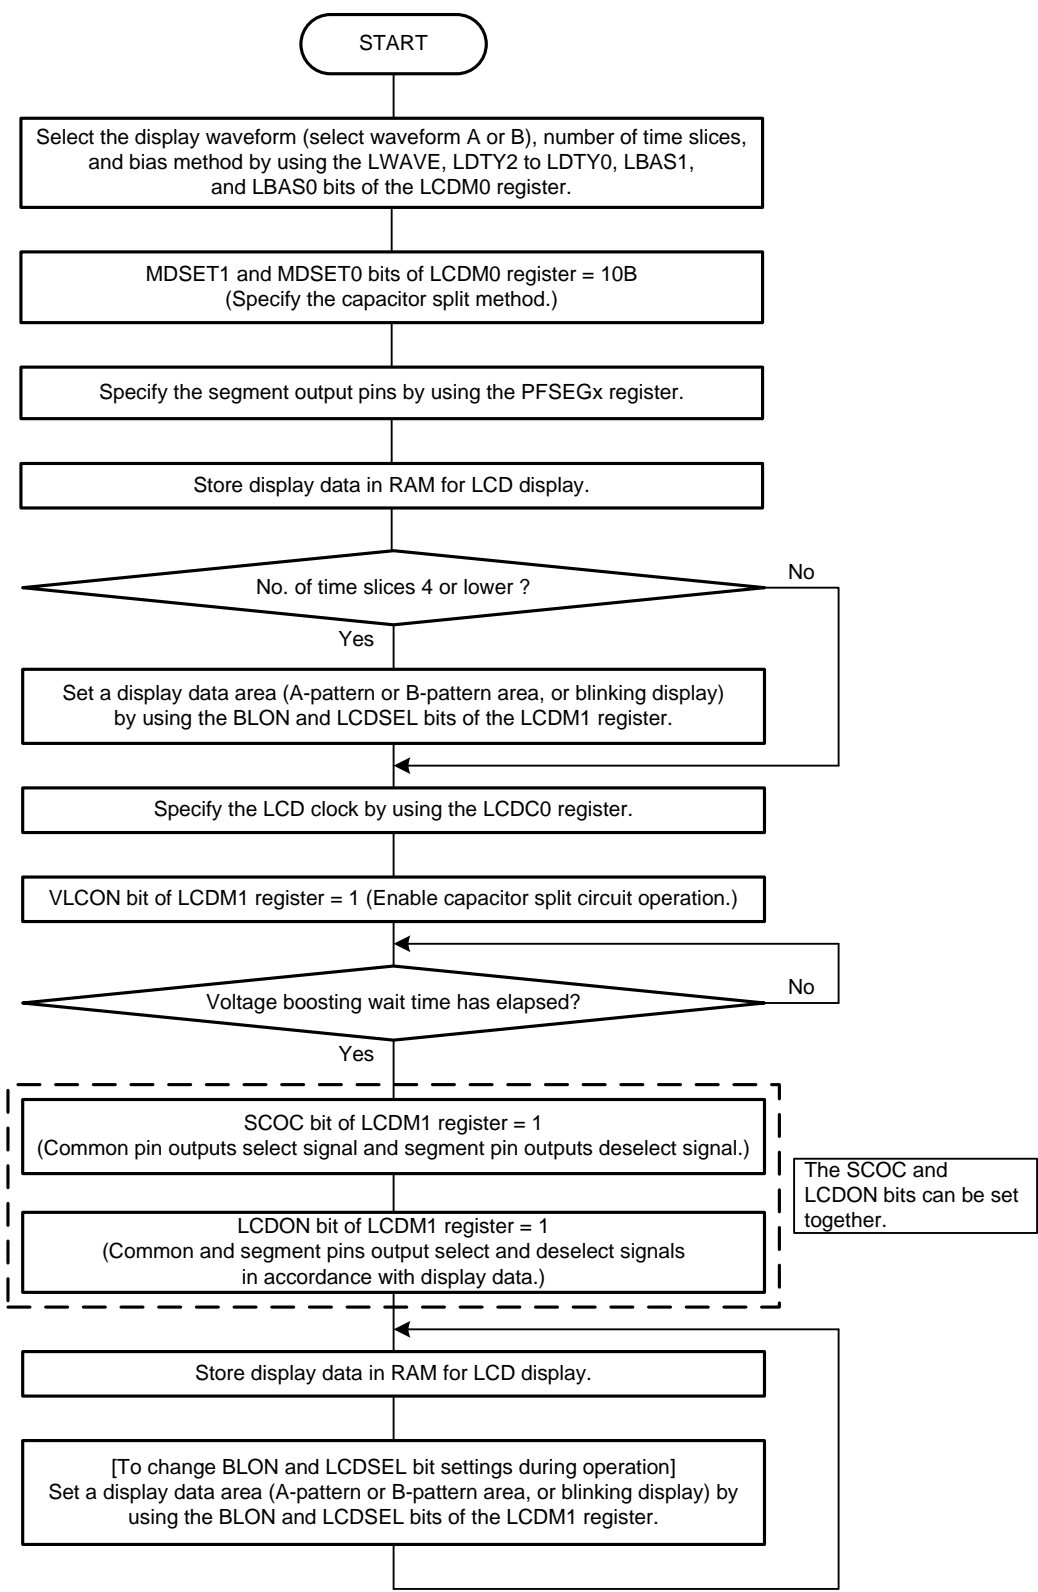 START
Select the display waveform (select waveform A or B), number of time slices,
and bias method by using the LWAVE, LDTY2 to LDTY0, LBAS1,
and LBAS0 bits of the LCDM0 register.
MDSET1 and MDSET0 bits of LCDM0 register = 10B
(Specify the capacitor split method.)
Specify the segment output pins by using the PFSEGx register.
Store display data in RAM for LCD display.
No. of time slices 4 or lower ?
No
Yes
Set a display data area (A-pattern or B-pattern area, or blinking display)
by using the BLON and LCDSEL bits of the LCDM1 register.
Specify the LCD clock by using the LCDC0 register.
VLCON bit of LCDM1 register = 1 (Enable capacitor split circuit operation.)
Voltage boosting wait time has elapsed?
No
Yes
SCOC bit of LCDM1 register = 1
(Common pin outputs select signal and segment pin outputs deselect signal.)
The SCOC and
LCDON bits can be set
together.
LCDON bit of LCDM1 register = 1
(Common and segment pins output select and deselect signals
in accordance with display data.)
Store display data in RAM for LCD display.
[To change BLON and LCDSEL bit settings during operation]
Set a display data area (A-pattern or B-pattern area, or blinking display) by
using the BLON and LCDSEL bits of the LCDM1 register.